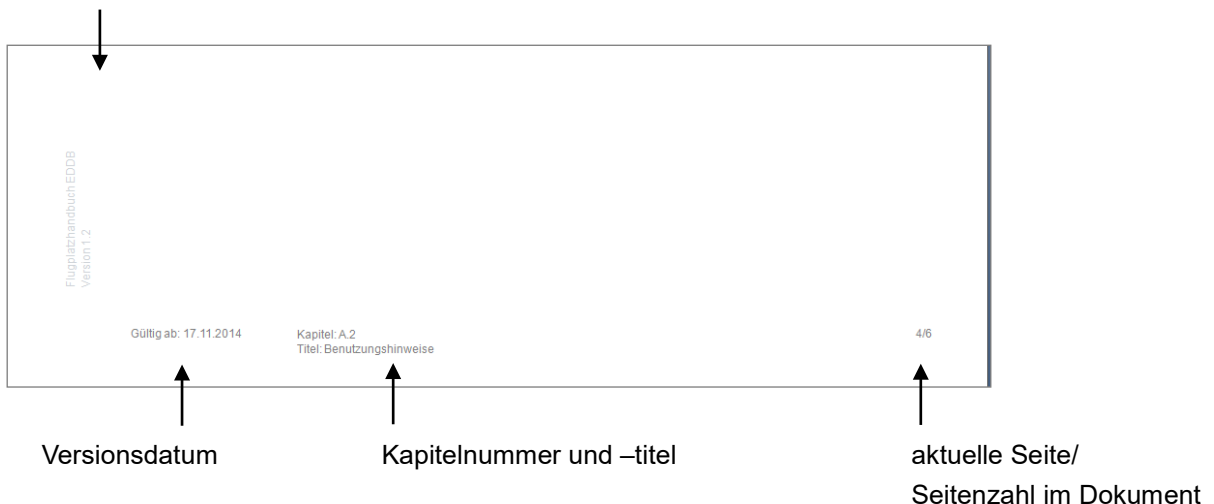 Flugplatzhandbuch EDDB
Version 1.2
Gültig ab: 17.11.2014
Kapitel: A.2
Titel: Benutzungshinweise
4/6
Versionsdatum
Kapitelnummer und –titel
aktuelle Seite/
Seitenzahl im Dokument